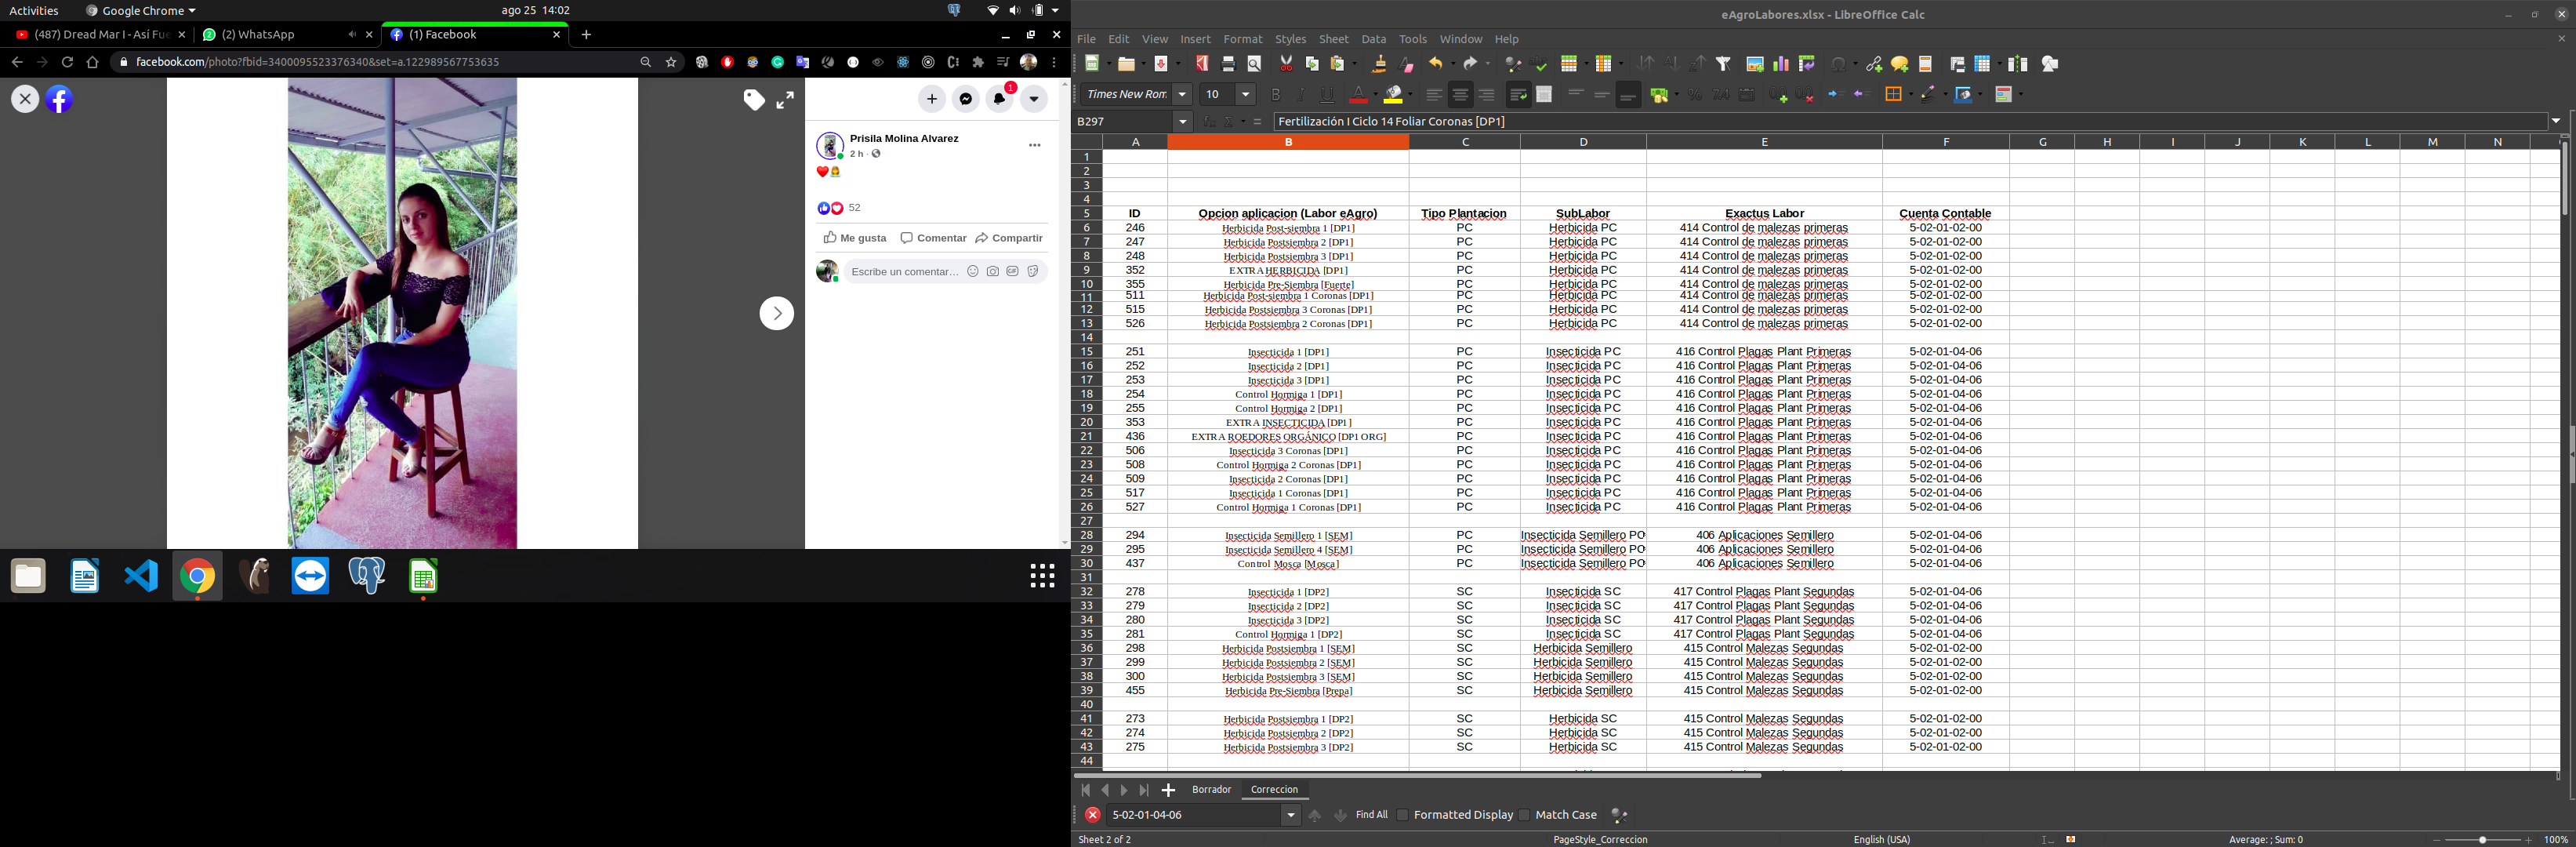 Activities
Google Chrome
ago 25 14:02
(487) Dread Mar I - Así Fue
(2) WhatsApp
(1) Facebook
facebook.com/photo?fbid=3400095523376340&set=a.122989567753635
1
Prisila Molina Alvarez
2 h
52
Me gusta
Comentar
Compartir
Escribe un comentar...
eAgroLabores.xlsx - LibreOffice Calc
File Edit View Insert Format Styles Sheet Data Tools Window Help
Times New Rom 10
B297 Fertilización I Ciclo 14 Foliar Coronas [DP1]
A B C D E F G H I J K L M N
1
2
3
4
5 ID Opcion aplicacion (Labor eAgro) Tipo Plantacion SubLabor Exactus Labor Cuenta Contable
6 246 Herbicida Post-siembra 1 [DP1] PC Herbicida PC 414 Control de malezas primeras 5-02-01-02-00
7 247 Herbicida Postsiembra 2 [DP1] PC Herbicida PC 414 Control de malezas primeras 5-02-01-02-00
8 248 Herbicida Postsiembra 3 [DP1] PC Herbicida PC 414 Control de malezas primeras 5-02-01-02-00
9 352 EXTRA HERBICIDA [DP1] PC Herbicida PC 414 Control de malezas primeras 5-02-01-02-00
10 355 Herbicida Pre-Siembra [Fuerte] PC Herbicida PC 414 Control de malezas primeras 5-02-01-02-00
11 511 Herbicida Post-siembra 1 Coronas [DP1] PC Herbicida PC 414 Control de malezas primeras 5-02-01-02-00
12 515 Herbicida Postsiembra 3 Coronas [DP1] PC Herbicida PC 414 Control de malezas primeras 5-02-01-02-00
13 526 Herbicida Postsiembra 2 Coronas [DP1] PC Herbicida PC 414 Control de malezas primeras 5-02-01-02-00
14
15 251 Insecticida 1 [DP1] PC Insecticida PC 416 Control Plagas Plant Primeras 5-02-01-04-06
16 252 Insecticida 2 [DP1] PC Insecticida PC 416 Control Plagas Plant Primeras 5-02-01-04-06
17 253 Insecticida 3 [DP1] PC Insecticida PC 416 Control Plagas Plant Primeras 5-02-01-04-06
18 254 Control Hormiga 1 [DP1] PC Insecticida PC 416 Control Plagas Plant Primeras 5-02-01-04-06
19 255 Control Hormiga 2 [DP1] PC Insecticida PC 416 Control Plagas Plant Primeras 5-02-01-04-06
20 353 EXTRA INSECTICIDA [DP1] PC Insecticida PC 416 Control Plagas Plant Primeras 5-02-01-04-06
21 436 EXTRA ROEDORES ORGÁNICO [DP1 ORG] PC Insecticida PC 416 Control Plagas Plant Primeras 5-02-01-04-06
22 506 Insecticida 3 Coronas [DP1] PC Insecticida PC 416 Control Plagas Plant Primeras 5-02-01-04-06
23 508 Control Hormiga 2 Coronas [DP1] PC Insecticida PC 416 Control Plagas Plant Primeras 5-02-01-04-06
24 509 Insecticida 2 Coronas [DP1] PC Insecticida PC 416 Control Plagas Plant Primeras 5-02-01-04-06
25 517 Insecticida 1 Coronas [DP1] PC Insecticida PC 416 Control Plagas Plant Primeras 5-02-01-04-06
26 527 Control Hormiga 1 Coronas [DP1] PC Insecticida PC 416 Control Plagas Plant Primeras 5-02-01-04-06
27
28 294 Insecticida Semillero 1 [SEM] PC Insecticida Semillero PC 406 Aplicaciones Semillero 5-02-01-04-06
29 295 Insecticida Semillero 4 [SEM] PC Insecticida Semillero PC 406 Aplicaciones Semillero 5-02-01-04-06
30 437 Control Mosca [Mosca] PC Insecticida Semillero PC 406 Aplicaciones Semillero 5-02-01-04-06
31
32 278 Insecticida 1 [DP2] SC Insecticida SC 417 Control Plagas Plant Segundas 5-02-01-04-06
33 279 Insecticida 2 [DP2] SC Insecticida SC 417 Control Plagas Plant Segundas 5-02-01-04-06
34 280 Insecticida 3 [DP2] SC Insecticida SC 417 Control Plagas Plant Segundas 5-02-01-04-06
35 281 Control Hormiga 1 [DP2] SC Insecticida SC 417 Control Plagas Plant Segundas 5-02-01-04-06
36 298 Herbicida Postsiembra 1 [SEM] SC Herbicida Semillero 415 Control Malezas Segundas 5-02-01-02-00
37 299 Herbicida Postsiembra 2 [SEM] SC Herbicida Semillero 415 Control Malezas Segundas 5-02-01-02-00
38 300 Herbicida Postsiembra 3 [SEM] SC Herbicida Semillero 415 Control Malezas Segundas 5-02-01-02-00
39 455 Herbicida Pre-Siembra [Prepa] SC Herbicida Semillero 415 Control Malezas Segundas 5-02-01-02-00
40
41 273 Herbicida Postsiembra 1 [DP2] SC Herbicida SC 415 Control Malezas Segundas 5-02-01-02-00
42 274 Herbicida Postsiembra 2 [DP2] SC Herbicida SC 415 Control Malezas Segundas 5-02-01-02-00
43 275 Herbicida Postsiembra 3 [DP2] SC Herbicida SC 415 Control Malezas Segundas 5-02-01-02-00
44
Borrador Correccion
5-02-01-04-06 Find All Formatted Display Match Case
Sheet 2 of 2 PageStyle_Correccion English (USA) Average: ; Sum: 0 100%